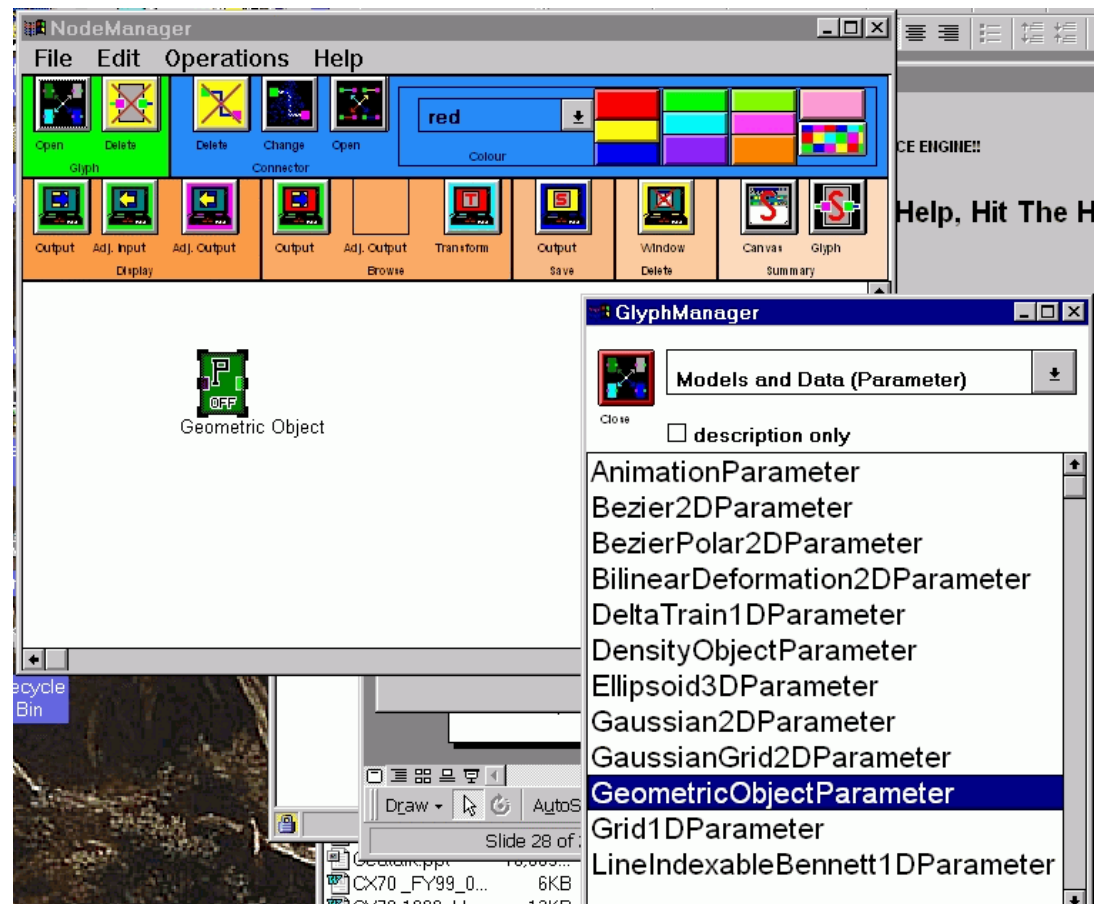 NodeManager
File Edit Operations Help
Open Delete
Glyph
Delete Change Open
Connector
red
Colour
CE ENGINE!!
Help, Hit The H
Output Adj. Input Adj. Output
Display
Output Adj. Output Transform
Browse
Output
Save
Window
Delete
Canvas Glyph
Summary
P
OFF
Geometric Object
GlyphManager
Close
Models and Data (Parameter)
description only
AnimationParameter
Bezier2DParameter
BezierPolar2DParameter
BilinearDeformation2DParameter
DeltaTrain1DParameter
DensityObjectParameter
Ellipsoid3DParameter
Gaussian2DParameter
GaussianGrid2DParameter
GeometricObjectParameter
Grid1DParameter
LineIndexableBennett1DParameter
ecycle
Bin
Draw AutoS
Slide 28 of
CX70_FY99_0... 6KB